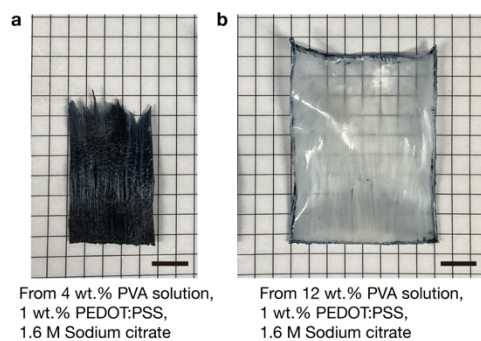 a
b
From 4 wt.% PVA solution,
1 wt.% PEDOT:PSS,
1.6 M Sodium citrate
From 12 wt.% PVA solution,
1 wt.% PEDOT:PSS,
1.6 M Sodium citrate